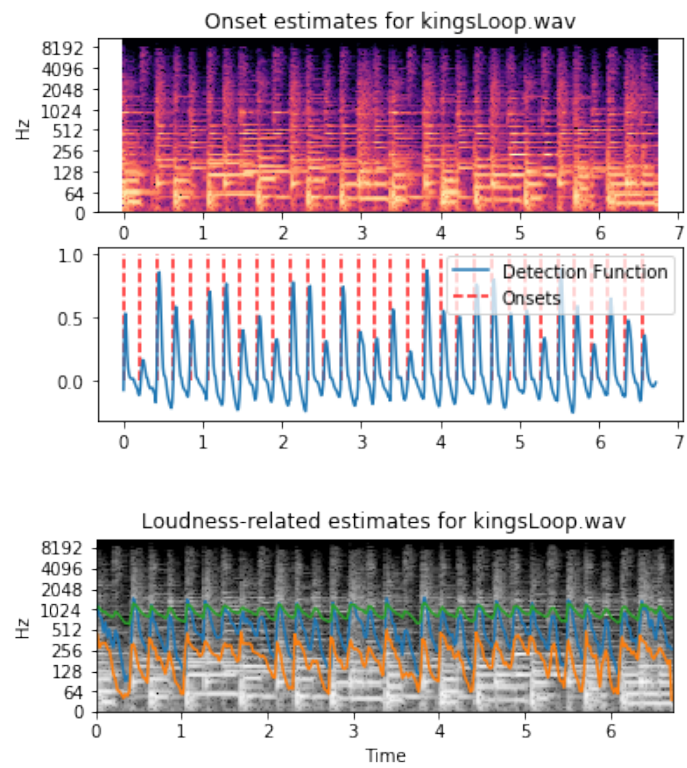 Onset estimates for kingsLoop.wav
8192
4096
2048
1024
512
256
128
64
0
Hz
0 1 2 3 4 5 6 7
1.0
0.5
0.0
Detection Function
Onsets
0 1 2 3 4 5 6 7
Loudness-related estimates for kingsLoop.wav
8192
4096
2048
1024
512
256
128
64
0
Hz
0 1 2 3 4 5 6
Time